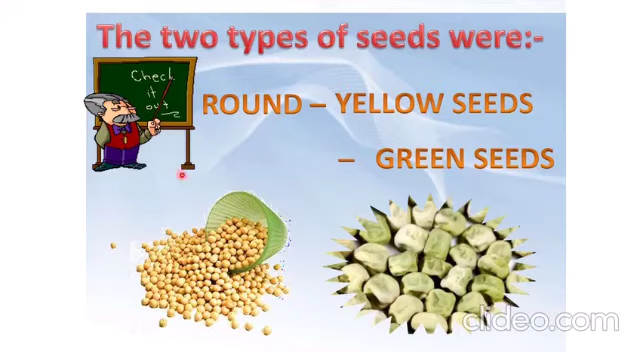 The two types of seeds were:-
Check
it
out
ROUND – YELLOW SEEDS
– GREEN SEEDS
clideo.com